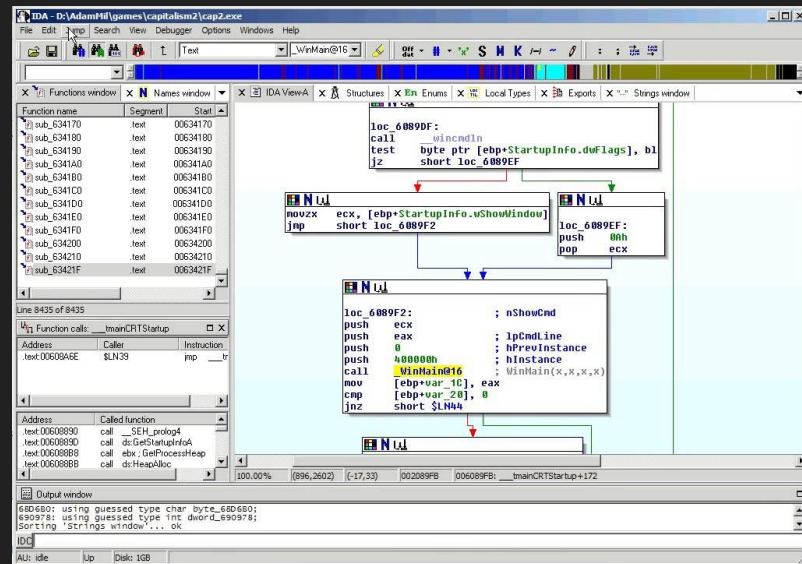 IDA - D:\AdamMil\games\capitalism2\cap2.exe
File Edit Jump Search View Debugger Options Windows Help
Text
_WinMain@16
Functions window
Names window
IDA View-A
Structures
En Enums
Local Types
Exports
Strings window
Function name Segment Start
sub_634170 .text 00634170
sub_634180 .text 00634180
sub_634190 .text 00634190
sub_6341A0 .text 006341A0
sub_6341B0 .text 006341B0
sub_6341C0 .text 006341C0
sub_6341D0 .text 006341D0
sub_6341E0 .text 006341E0
sub_6341F0 .text 006341F0
sub_634200 .text 00634200
sub_634210 .text 00634210
sub_63421F .text 0063421F
Line 8435 of 8435
Function calls: ___tmainCRTStartup
Address Caller Instruction
.text:00608A6E $LN39 jmp ___tr
Address Called function
.text:00608890 call __SEH_prolog4
.text:0060889D call ds:GetStartupInfoA
.text:006088B8 call ebx ; GetProcessHeap
.text:006088BB call ds:HeapAlloc
loc_6089DF:
call __wincmdln
test byte ptr [ebp+StartupInfo.dwFlags], bl
jz short loc_6089EF
movzx ecx, [ebp+StartupInfo.wShowWindow]
jmp short loc_6089F2
loc_6089EF:
push 0Ah
pop ecx
loc_6089F2: ; nShowCmd
push ecx
push eax ; lpCmdLine
push 0 ; hPrevInstance
push 400000h ; hInstance
call _WinMain@16 ; WinMain(x,x,x,x)
mov [ebp+var_1C], eax
cmp [ebp+var_20], 0
jnz short $LN44
100.00% (896,2602) (-17,33) 002089FB 006089FB: ___tmainCRTStartup+172
Output window
68D6B0: using guessed type char byte_68D6B0;
690978: using guessed type int dword_690978;
Sorting 'Strings window'... ok
IDC
AU: idle Up Disk: 1GB